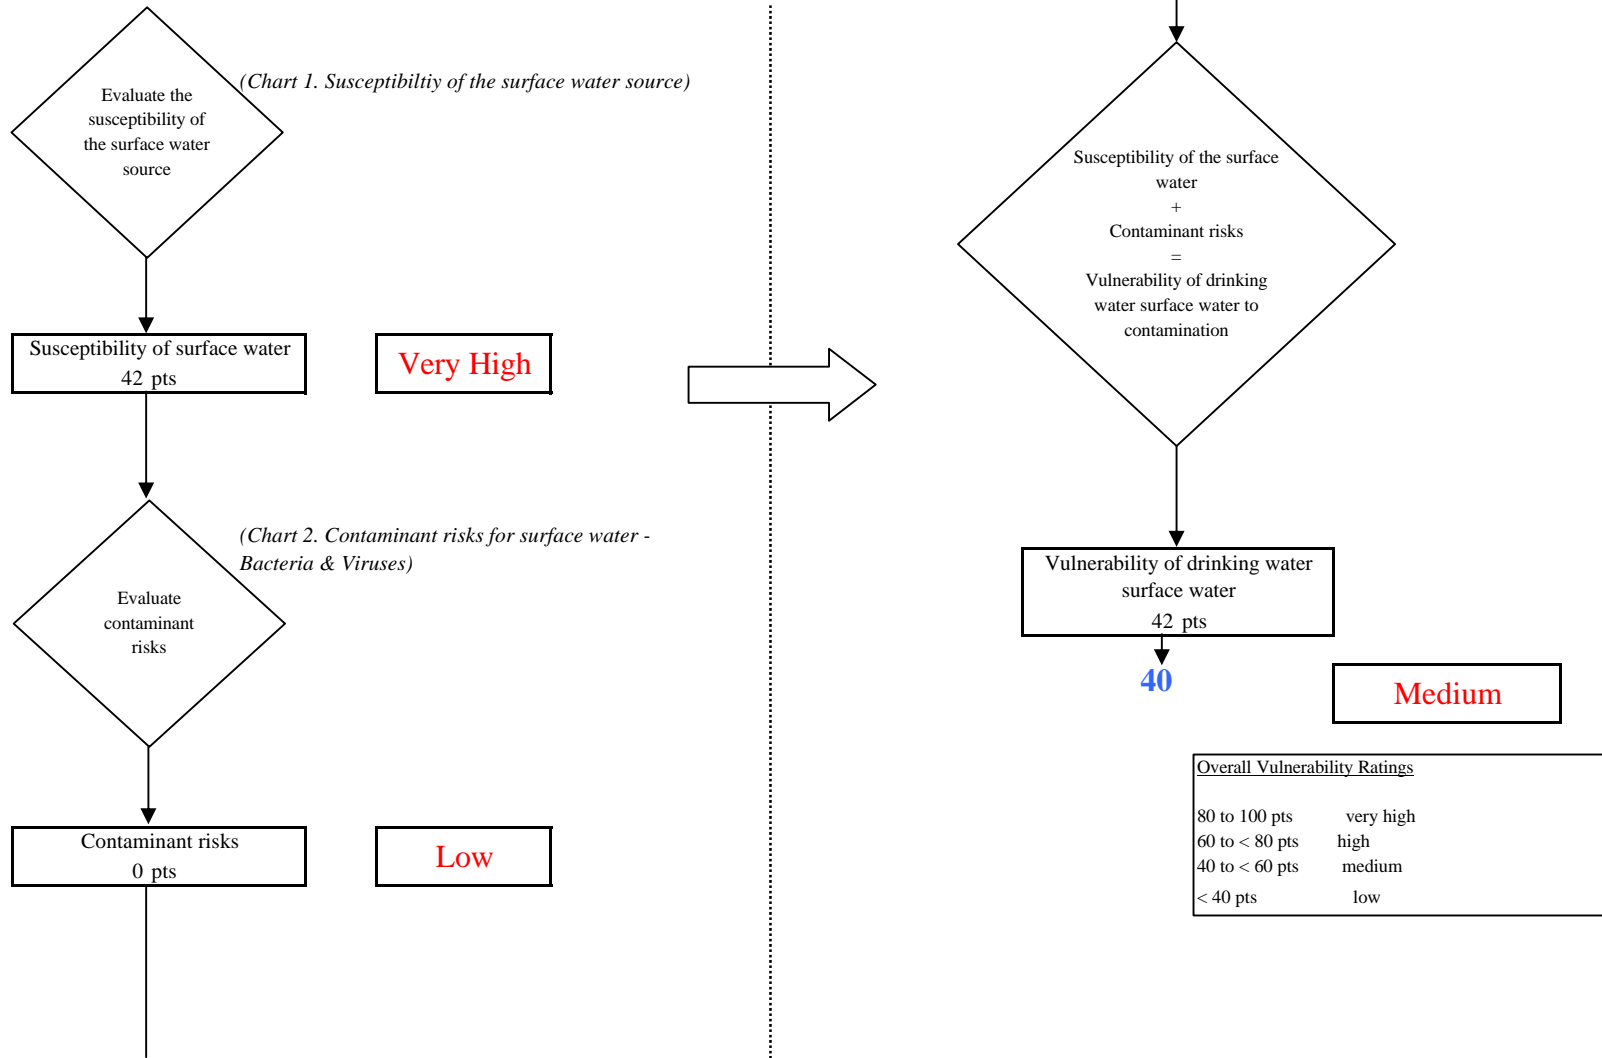 Evaluate the
susceptibility of
the surface water
source
(Chart 1. Susceptibiltiy of the surface water source)
Susceptibility of surface water
42 pts
Very High
(Chart 2. Contaminant risks for surface water -
Bacteria & Viruses)
Evaluate
contaminant
risks
Contaminant risks
0 pts
Low
Susceptibility of the surface
water
+
Contaminant risks
=
Vulnerability of drinking
water surface water to
contamination
Vulnerability of drinking water
surface water
42 pts
40
Medium
Overall Vulnerability Ratings
80 to 100 pts very high
60 to < 80 pts high
40 to < 60 pts medium
< 40 pts low